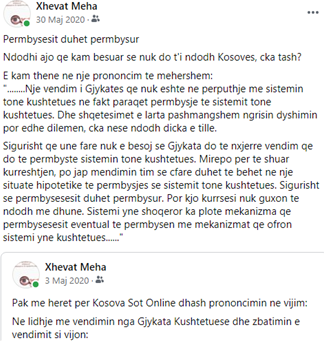 Xhevat Meha
30 Maj 2020
Permbysesit duhet permbysur
Ndodhi ajo qe kam besuar se nuk do t'i ndodh Kosoves, cka tash?
E kam thene ne nje prononcim te mehershem:
"........Nje vendim i Gjykates qe nuk eshte ne perputhje me sistemin
tone kushtetues ne fakt paraqet permbysje te sistemit tone
kushtetues. Dhe shqetesimet e larta pashmangshem ngrisin dyshimin
por edhe dilemen, cka nese ndodh dicka e tille.
Sigurisht qe une fare nuk e besoj se Gjykata do te nxjerre vendim qe
do te permbyste sistemin tone kushtetues. Mirepo per te shuar
kurreshtjen, po jap mendimin tim se cfare duhet te behet ne nje
situate hipotetike te permbysjes se sistemit tone kushtetues. Sigurisht
se permbysesesit duhet permbysur. Por kjo kurrsesi nuk guxon te
ndodh me dhune. Sistemi yne shoqeror ka plote mekanizma qe
permbysesesit eventual te permbysen me mekanizmat qe ofron
sistemi yne kushtetues......"
Xhevat Meha
3 Maj 2020
Pak me heret per Kosova Sot Online dhash prononcimin ne vijim:
Ne lidhje me vendimin nga Gjykata Kushtetuese dhe zbatimin e
vendimit si vijon: